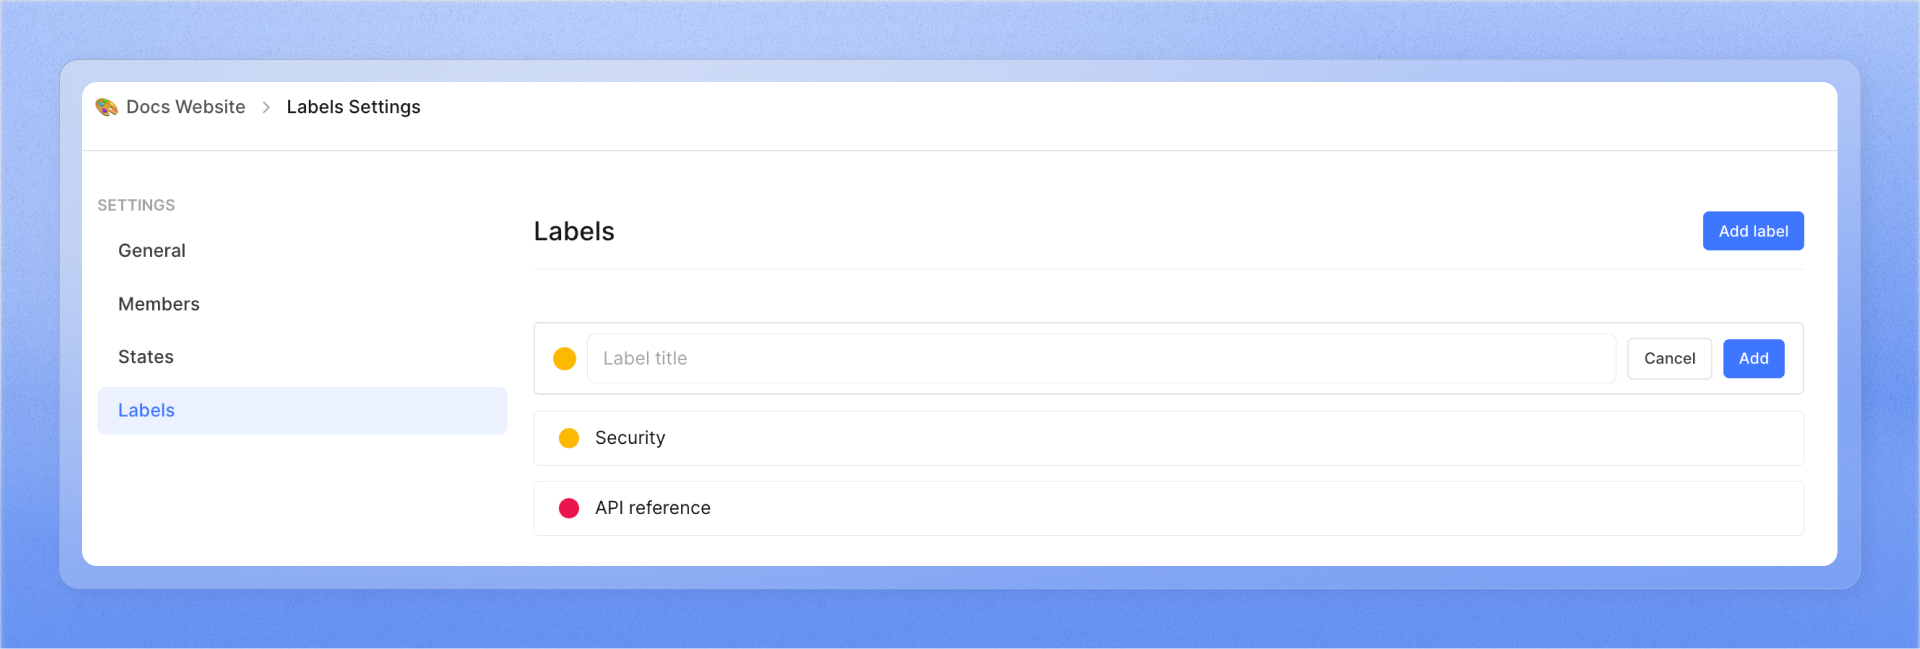 Docs Website > Labels Settings
SETTINGS
General
Members
States
Labels
Labels
Add label
Label title
Cancel
Add
Security
API reference